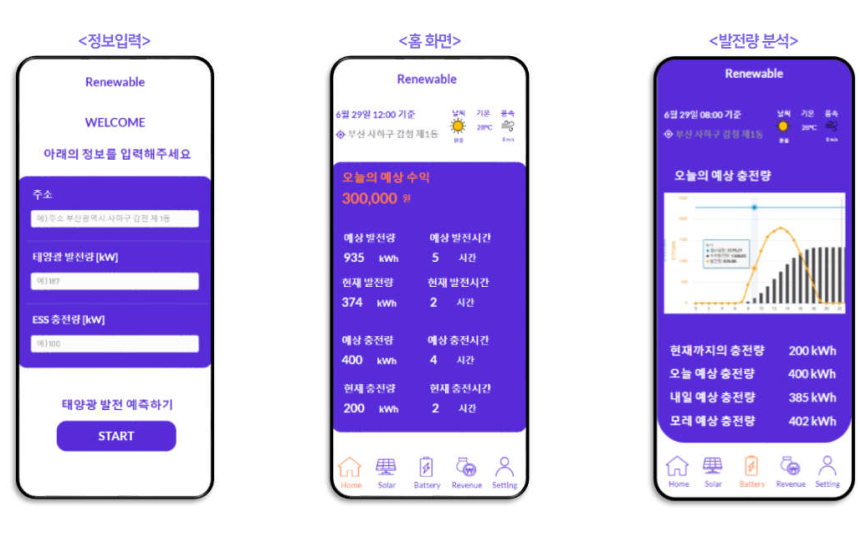 <정보입력>
Renewable
WELCOME
아래의 정보를 입력해주세요
주소
예)주소 부산광역시 사하구 감천 제1동
태양광 발전량 [kW]
예)187
ESS 충전량 [kW]
예)100
태양광 발전 예측하기
START
<홈 화면>
Renewable
6월 29일 12:00 기준
날씨 기온 풍속
부산 사하구 감천 제1동
맑음 28℃ 6 m/s
오늘의 예상 수익
300,000 원
예상 발전량 예상 발전시간
935 kWh 5 시간
현재 발전량 현재 발전시간
374 kWh 2 시간
예상 충전량 예상 충전시간
400 kWh 4 시간
현재 충전량 현재 충전시간
200 kWh 2 시간
Home Solar Battery Revenue Setting
<발전량 분석>
Renewable
6월 29일 08:00 기준
날씨 기온 풍속
부산 사하구 감천 제1동
오늘의 예상 충전량
현재까지의 충전량 200 kWh
오늘 예상 충전량 400 kWh
내일 예상 충전량 385 kWh
모레 예상 충전량 402 kWh
Home Solar Battery Revenue Setting